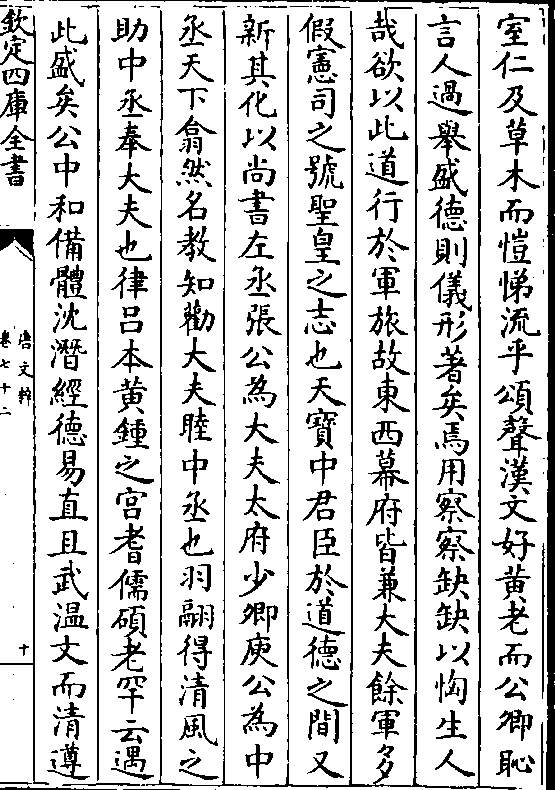 室仁及草木而愷悌流乎頌聲漢文好黄老而公卿恥
言人過舉盛德則儀形著矣焉用察察缺缺以恟生人
哉欲以此道行於軍旅故東西幕府皆兼大夫餘軍多
假憲司之號聖皇之志也天寶中君臣於道德之間又
新其化以尚書左丞張公為大夫太府少卿庾公為中
丞天下翕然名教知勸大夫睦中丞也羽翮得清風之
助中丞奉大夫也律呂本黄鍾之宫耆儒碩老罕云遇
此盛矣公中和備體沈潛經德易直且武温文而清遵
欽定四庫全書
唐文粹
卷七十二
十